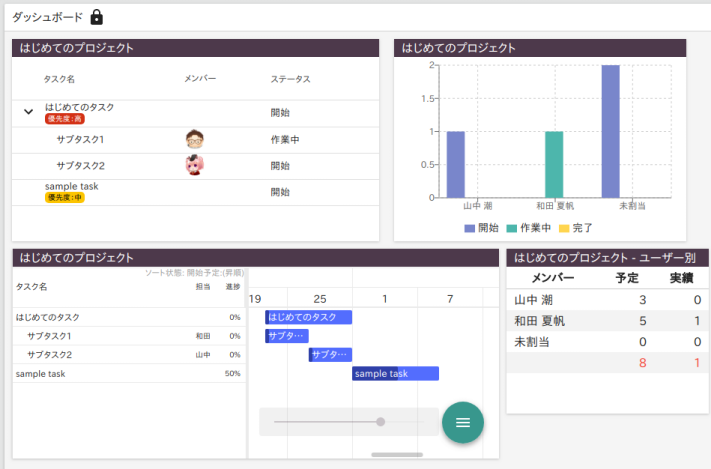 ダッシュボード
はじめてのプロジェクト
タスク名 メンバー ステータス
はじめてのタスク 開始
優先度:高
サブタスク1 作業中
サブタスク2 開始
sample task 開始
優先度:中
はじめてのプロジェクト
2
1.5
1
0.5
0
山中 潮 和田 夏帆 未割当
開始 作業中 完了
はじめてのプロジェクト
ソート状態: 開始予定:(昇順)
タスク名 担当 進捗
19 25 1 7
はじめてのタスク 0% はじめてのタスク
サブタスク1 和田 0% サブタ…
サブタスク2 山中 0% サブタ…
sample task 50% sample task
はじめてのプロジェクト - ユーザー別
メンバー 予定 実績
山中 潮 3 0
和田 夏帆 5 1
未割当 0 0
8 1